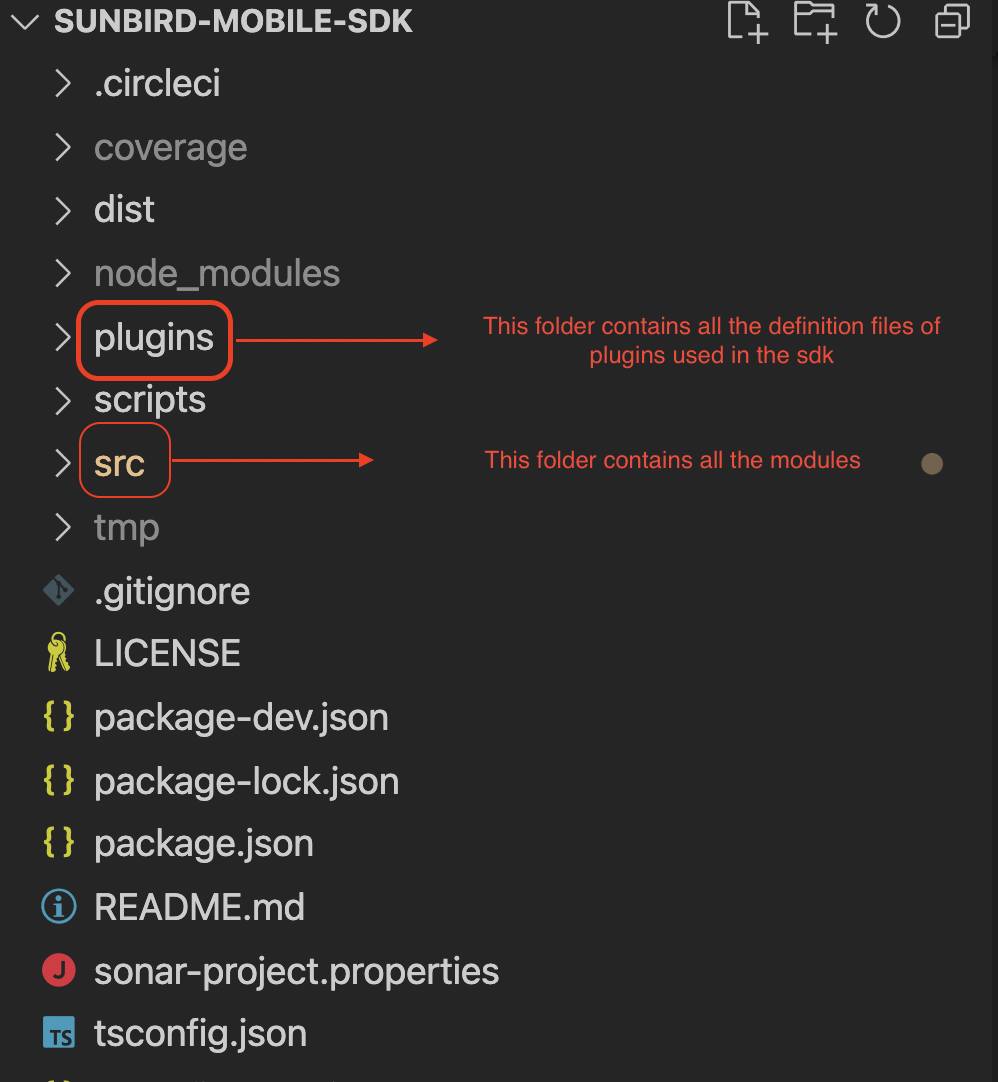 SUNBIRD-MOBILE-SDK
.circleci
coverage
dist
node_modules
plugins
This folder contains all the definition files of
plugins used in the sdk
scripts
src
This folder contains all the modules
tmp
.gitignore
LICENSE
{} package-dev.json
{} package-lock.json
{} package.json
README.md
J sonar-project.properties
TS tsconfig.json